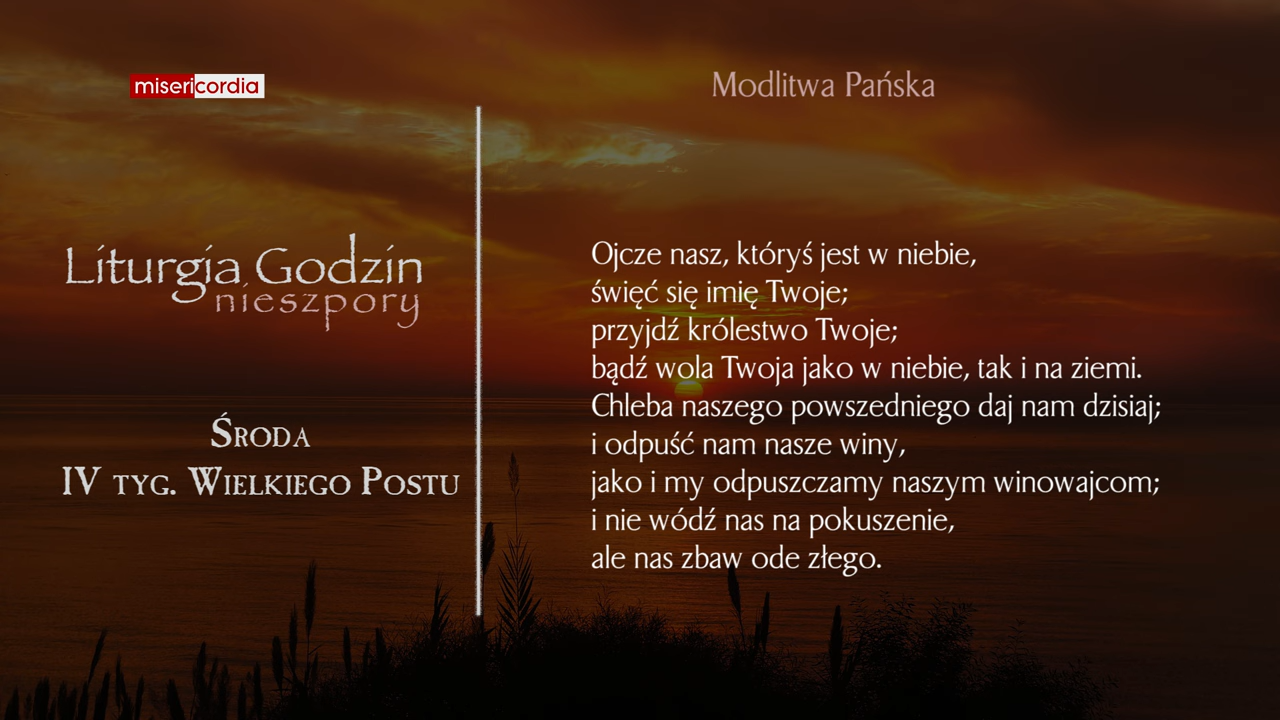 misericordia
Liturgia Godzin
nieszpory
Środa
IV tyg. Wielkiego Postu
Modlitwa Pańska
Ojcze nasz, któryś jest w niebie,
święć się imię Twoje;
przyjdź królestwo Twoje;
bądź wola Twoja jako w niebie, tak i na ziemi.
Chleba naszego powszedniego daj nam dzisiaj;
i odpuść nam nasze winy,
jako i my odpuszczamy naszym winowajcom;
i nie wódź nas na pokuszenie,
ale nas zbaw ode złego.